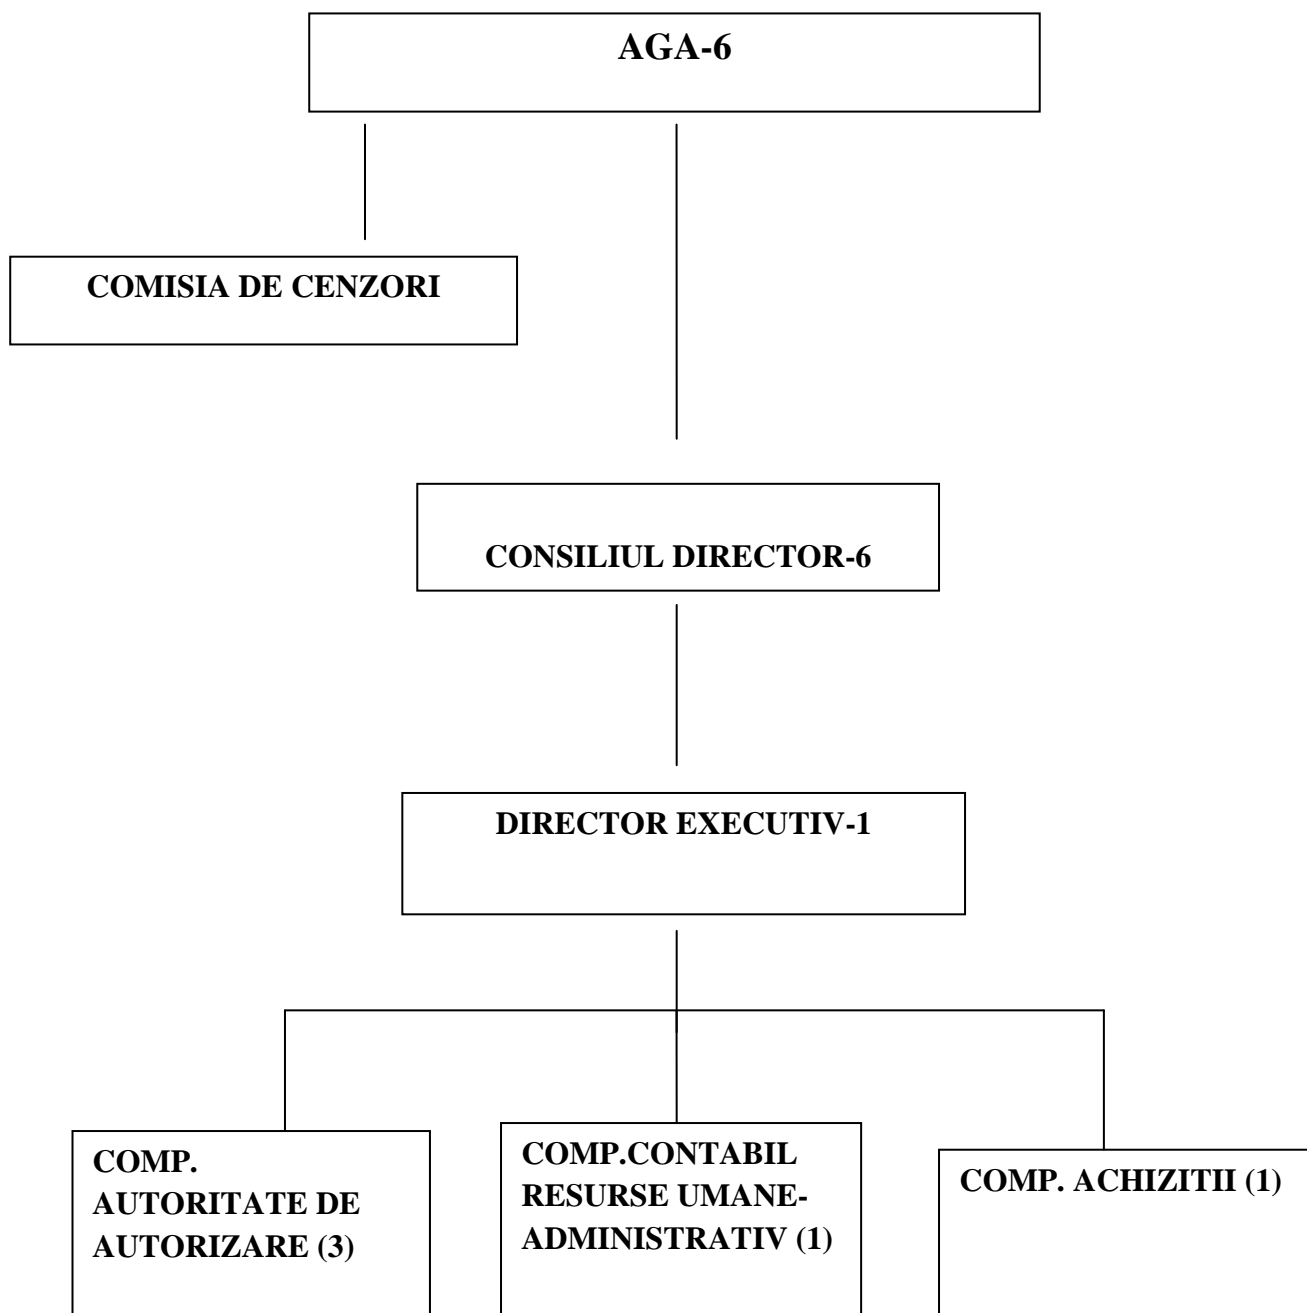 AGA-6
COMISIA DE CENZORI
CONSILIUL DIRECTOR-6
DIRECTOR EXECUTIV-1
COMP.
AUTORITATE DE
AUTORIZARE (3)
COMP.CONTABIL
RESURSE UMANE-
ADMINISTRATIV (1)
COMP. ACHIZITII (1)